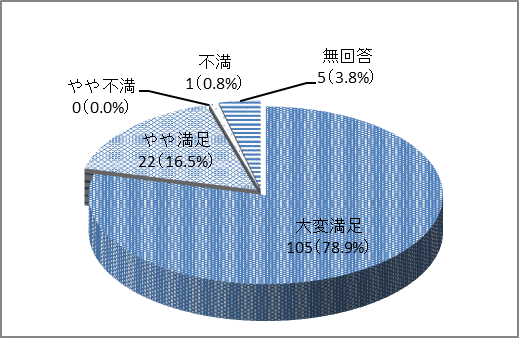 無回答
5（3.8%）
不満
1（0.8%）
やや不満
0（0.0%）
やや満足
22（16.5%）
大変満足
105（78.9%）